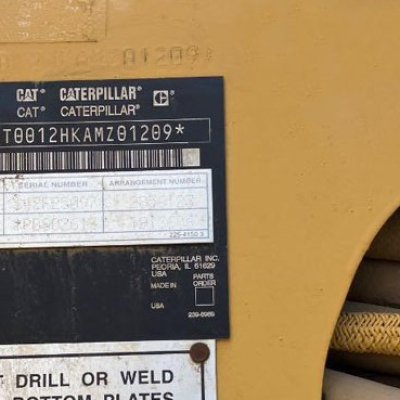 01209
CAT® CATERPILLAR®
CAT® CATERPILLAR®
T0012HKAMZ01209*
SERIAL NUMBER ARRANGEMENT NUMBER
CATERPILLAR INC.
PEORIA, IL 61629
USA
MADE IN
PARTS
ORDER
USA
DRILL OR WELD
BOTTOM PLATES